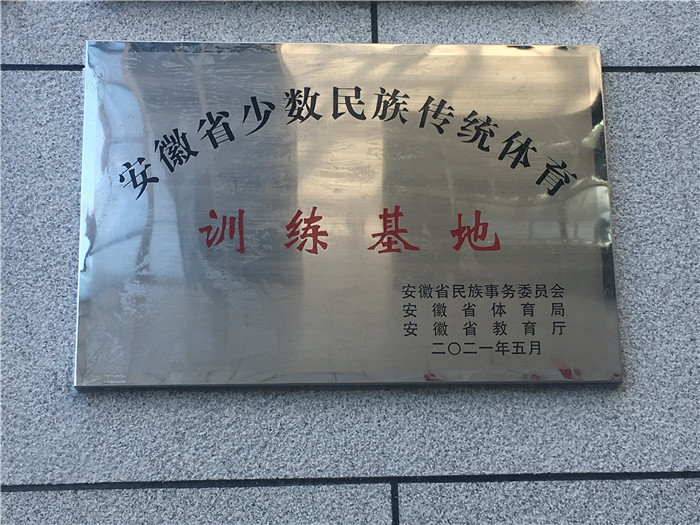 安徽省少数民族传统体育
训练基地
安徽省民族事务委员会
安徽省体育局
安徽省教育厅
二〇二一年五月